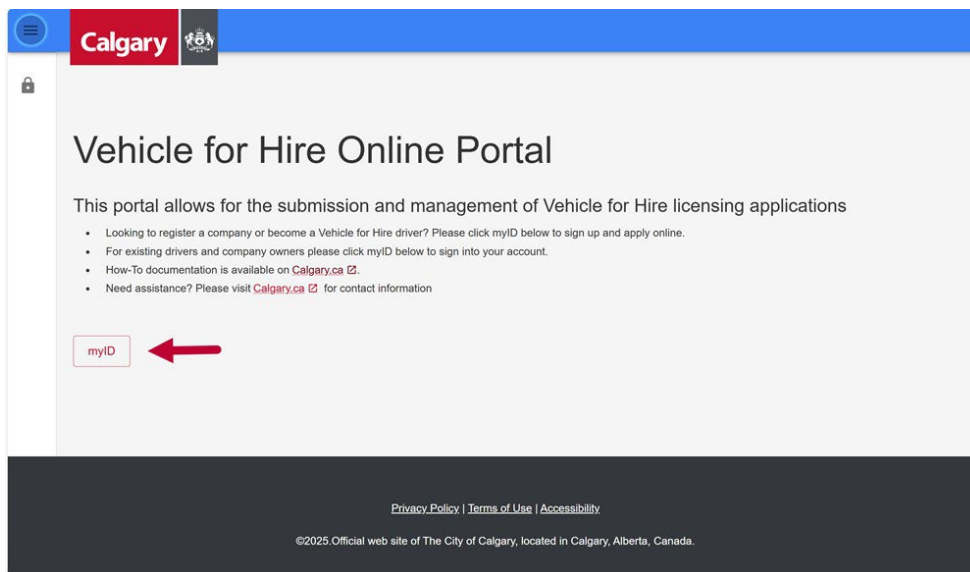 Calgary
Vehicle for Hire Online Portal
This portal allows for the submission and management of Vehicle for Hire licensing applications
• Looking to register a company or become a Vehicle for Hire driver? Please click myID below to sign up and apply online.
• For existing drivers and company owners please click myID below to sign into your account.
• How-To documentation is available on Calgary.ca.
• Need assistance? Please visit Calgary.ca for contact information
myID
Privacy Policy | Terms of Use | Accessibility
©2025.Official web site of The City of Calgary, located in Calgary, Alberta, Canada.